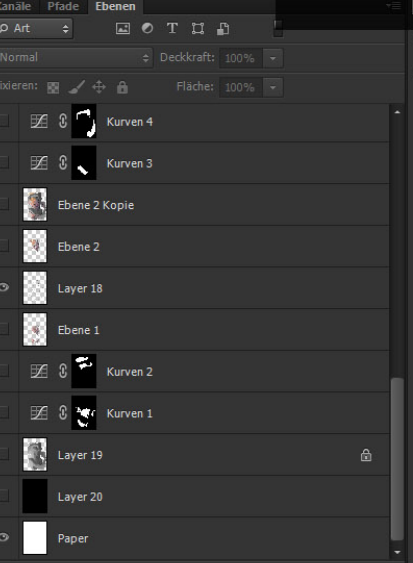 Kanäle Pfade Ebenen
Art
Normal Deckkraft: 100%
ixieren: Fläche: 100%
Kurven 4
Kurven 3
Ebene 2 Kopie
Ebene 2
Layer 18
Ebene 1
Kurven 2
Kurven 1
Layer 19
Layer 20
Paper